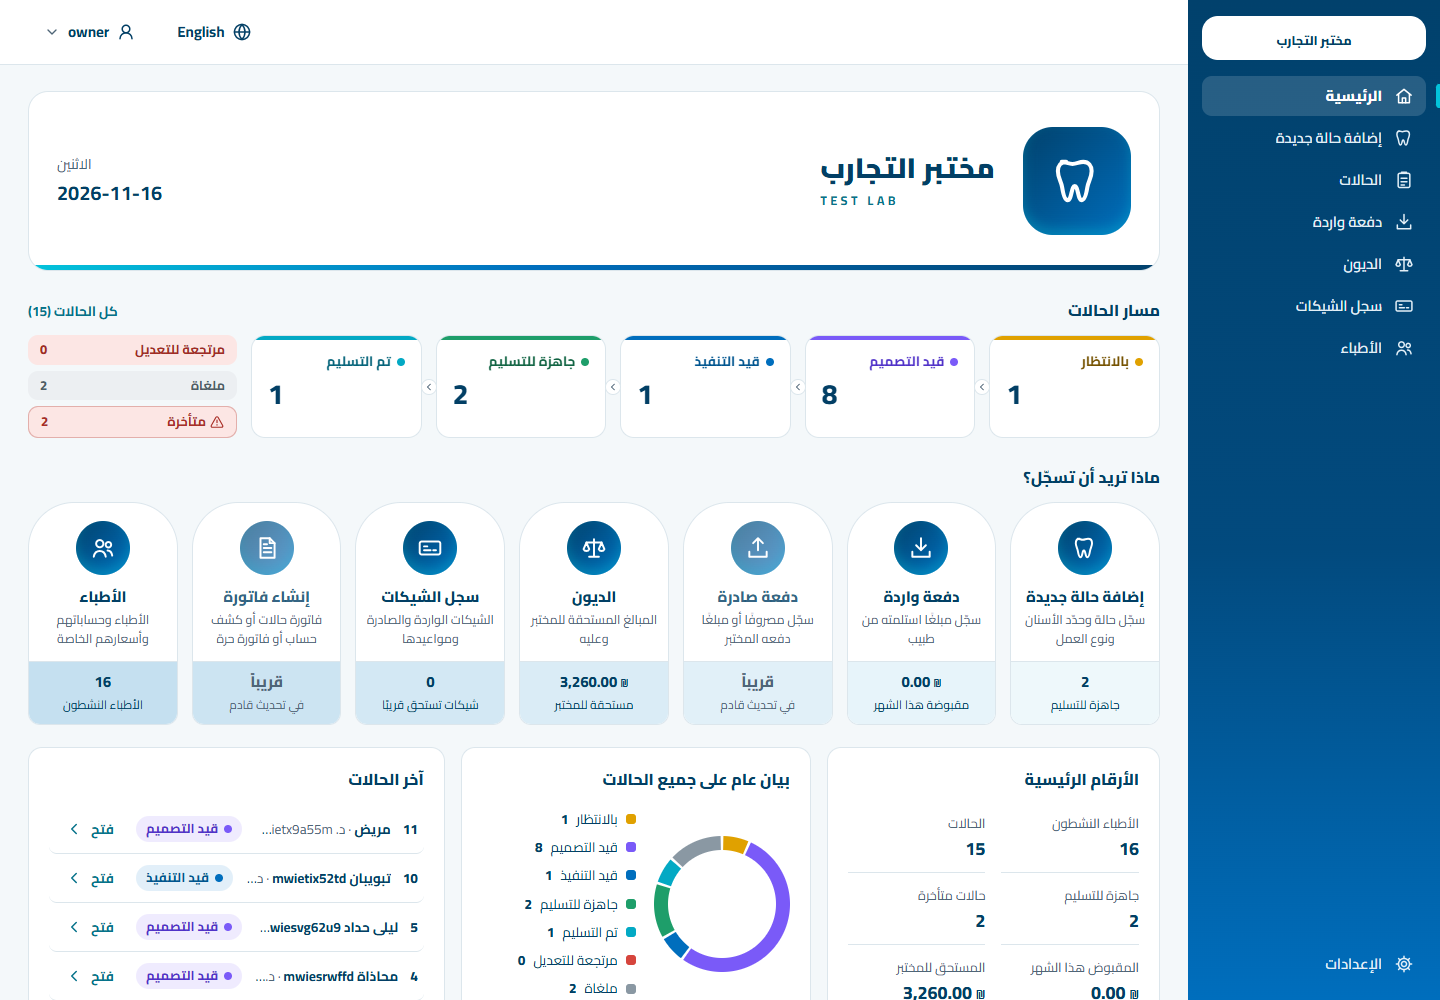 مختبر التجارب
الرئيسية
إضافة حالة جديدة
الحالات
دفعة واردة
الديون
سجل الشيكات
الأطباء
الإعدادات
English
owner
مختبر التجارب
TEST LAB
الاثنين
2026-11-16
مسار الحالات
كل الحالات (15)
بالانتظار
1
قيد التصميم
8
قيد التنفيذ
1
جاهزة للتسليم
2
تم التسليم
1
مرتجعة للتعديل 0
ملغاة 2
متأخرة 2
ماذا تريد أن تسجّل؟
إضافة حالة جديدة
سجّل حالة وحدّد الأسنان
ونوع العمل
2
جاهزة للتسليم
دفعة واردة
سجّل مبلغًا استلمته من
طبيب
₪ 0.00
مقبوضة هذا الشهر
دفعة صادرة
سجّل مصروفًا أو مبلغًا
دفعه المختبر
قريباً
في تحديث قادم
الديون
المبالغ المستحقة للمختبر
وعليه
₪ 3,260.00
مستحقة للمختبر
سجل الشيكات
الشيكات الواردة والصادرة
ومواعيدها
0
شيكات تستحق قريبًا
إنشاء فاتورة
فاتورة حالات أو كشف
حساب أو فاتورة حرة
قريباً
في تحديث قادم
الأطباء
الأطباء وحساباتهم
وأسعارهم الخاصة
16
الأطباء النشطون
الأرقام الرئيسية
الأطباء النشطون
16
الحالات
15
جاهزة للتسليم
2
حالات متأخرة
2
المقبوض هذا الشهر
₪ 0.00
المستحق للمختبر
₪ 3,260.00
بيان عام على جميع الحالات
بالانتظار 1
قيد التصميم 8
قيد التنفيذ 1
جاهزة للتسليم 2
تم التسليم 1
مرتجعة للتعديل 0
ملغاة 2
آخر الحالات
11 مريض · د. ietx9a55m... قيد التصميم فتح
10 تبويبان mwietix52td · د... قيد التنفيذ فتح
5 ليلى حداد wiesvg62u9... قيد التصميم فتح
4 محاذاة mwiesrwffd · د.... قيد التصميم فتح